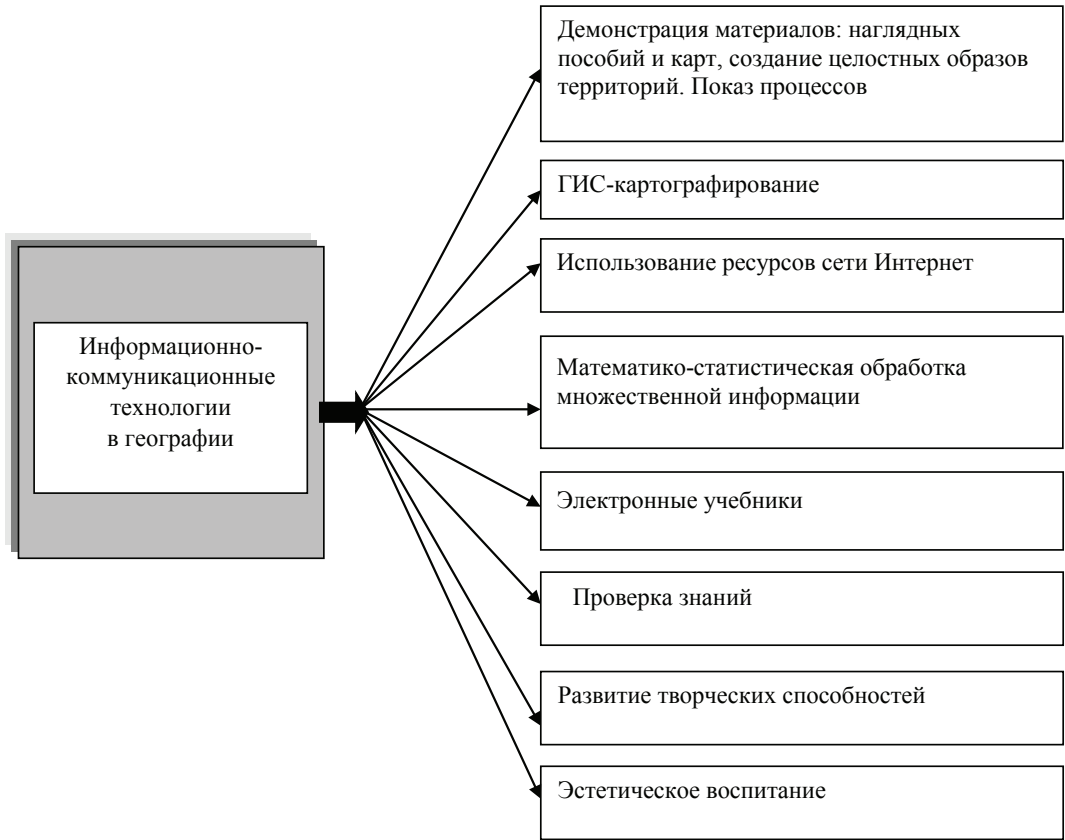 Информационно-
коммуникационные
технологии
в географии
Демонстрация материалов: наглядных
пособий и карт, создание целостных образов
территорий. Показ процессов
ГИС-картографирование
Использование ресурсов сети Интернет
Математико-статистическая обработка
множественной информации
Электронные учебники
Проверка знаний
Развитие творческих способностей
Эстетическое воспитание